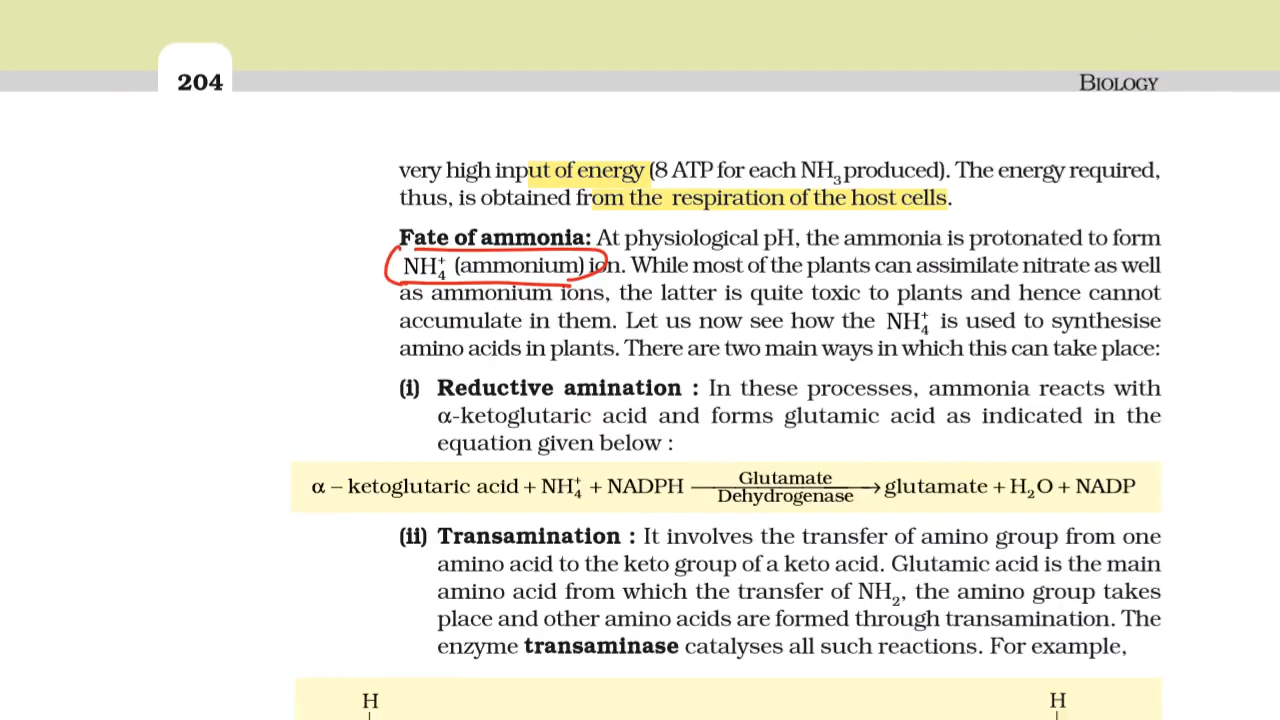 204
BIOLOGY
very high input of energy (8 ATP for each NH₃ produced). The energy required,
thus, is obtained from the respiration of the host cells.
Fate of ammonia: At physiological pH, the ammonia is protonated to form
NH₄⁺ (ammonium) ion. While most of the plants can assimilate nitrate as well
as ammonium ions, the latter is quite toxic to plants and hence cannot
accumulate in them. Let us now see how the NH₄⁺ is used to synthesise
amino acids in plants. There are two main ways in which this can take place:
(i) Reductive amination : In these processes, ammonia reacts with
α-ketoglutaric acid and forms glutamic acid as indicated in the
equation given below :
α – ketoglutaric acid + NH₄⁺ + NADPH Glutamate Dehydrogenase → glutamate + H₂O + NADP
(ii) Transamination : It involves the transfer of amino group from one
amino acid to the keto group of a keto acid. Glutamic acid is the main
amino acid from which the transfer of NH₂, the amino group takes
place and other amino acids are formed through transamination. The
enzyme transaminase catalyses all such reactions. For example,
H H